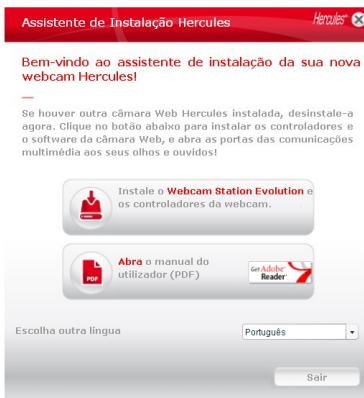 Assistente de Instalação Hercules
Hercules
Bem-vindo ao assistente de instalação da sua nova
webcam Hercules!
Se houver outra câmara Web Hercules instalada, desinstale-a
agora. Clique no botão abaixo para instalar os controladores e
o software da câmara Web, e abra as portas das comunicações
multimédia aos seus olhos e ouvidos!
Instale o Webcam Station Evolution e
os controladores da webcam.
Abra o manual do
utilizador (PDF)
PDF
Get Adobe
Reader
Escolha outra língua
Português
Sair